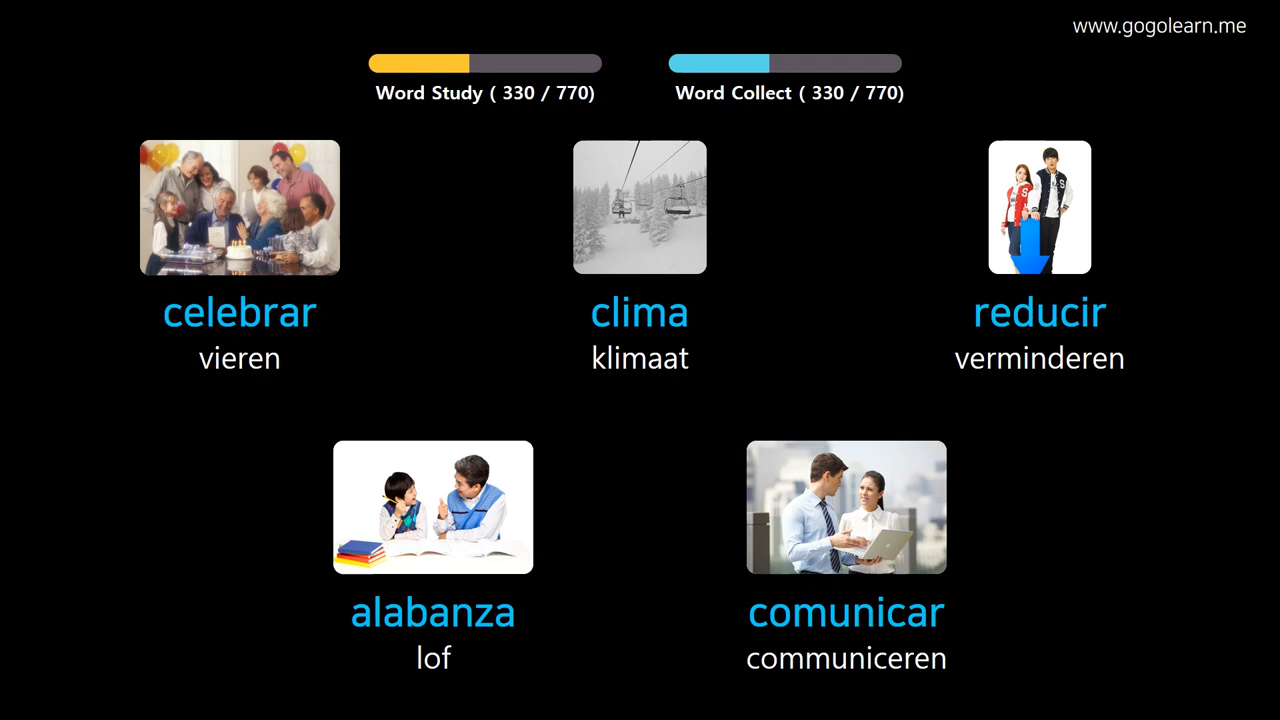 www.gogolearn.me
Word Study ( 330 / 770)
Word Collect ( 330 / 770)
celebrar
vieren
clima
klimaat
reducir
verminderen
alabanza
lof
comunicar
communiceren